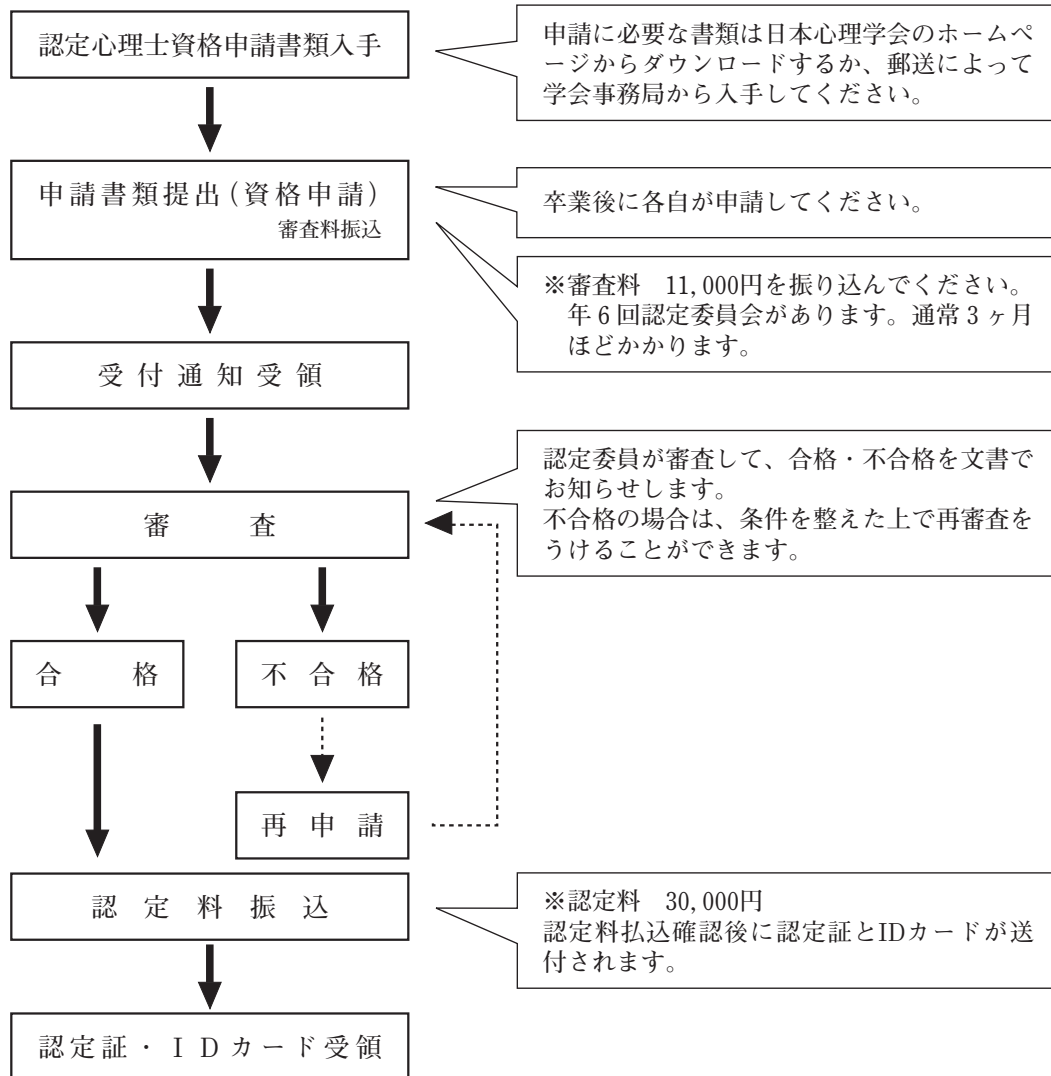 認定心理士資格申請書類入手
申請に必要な書類は日本心理学会のホームペ
ージからダウンロードするか、郵送によって
学会事務局から入手してください。
申請書類提出(資格申請)
審査料振込
卒業後に各自が申請してください。
※審査料 11,000円を振り込んでください。
年6回認定委員会があります。通常3ヶ月
ほどかかります。
受付通知受領
認定委員が審査して、合格・不合格を文書で
お知らせします。
不合格の場合は、条件を整えた上で再審査を
うけることができます。
審査
合格
不合格
再申請
認定料振込
※認定料 30,000円
認定料払込確認後に認定証とIDカードが送
付されます。
認定証・IDカード受領